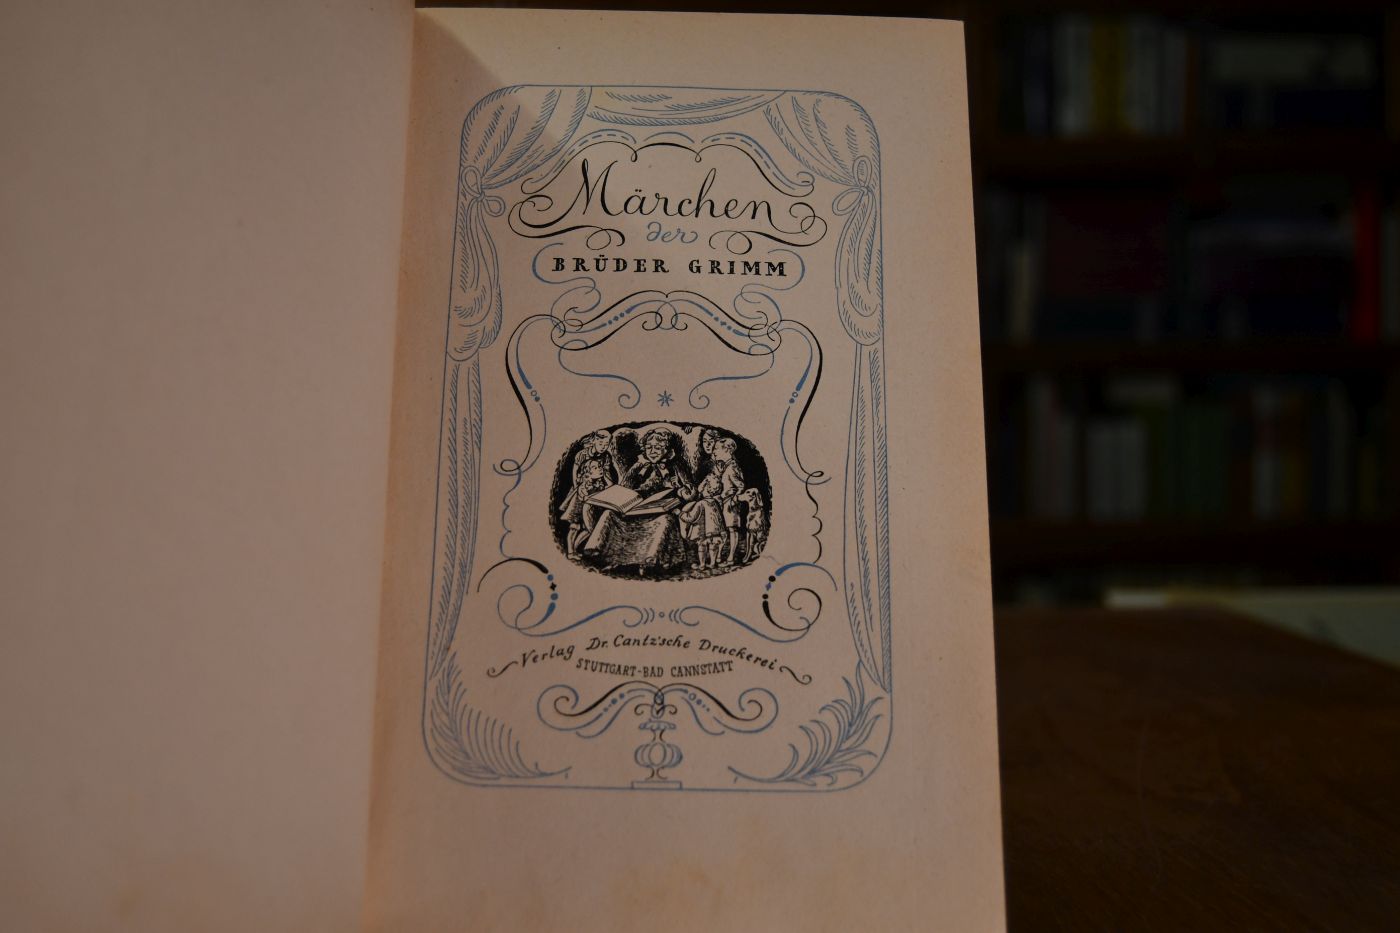 Märchen
der
BRÜDER GRIMM
Verlag Dr. Cantz'sche Druckerei
STUTTGART-BAD CANNSTATT